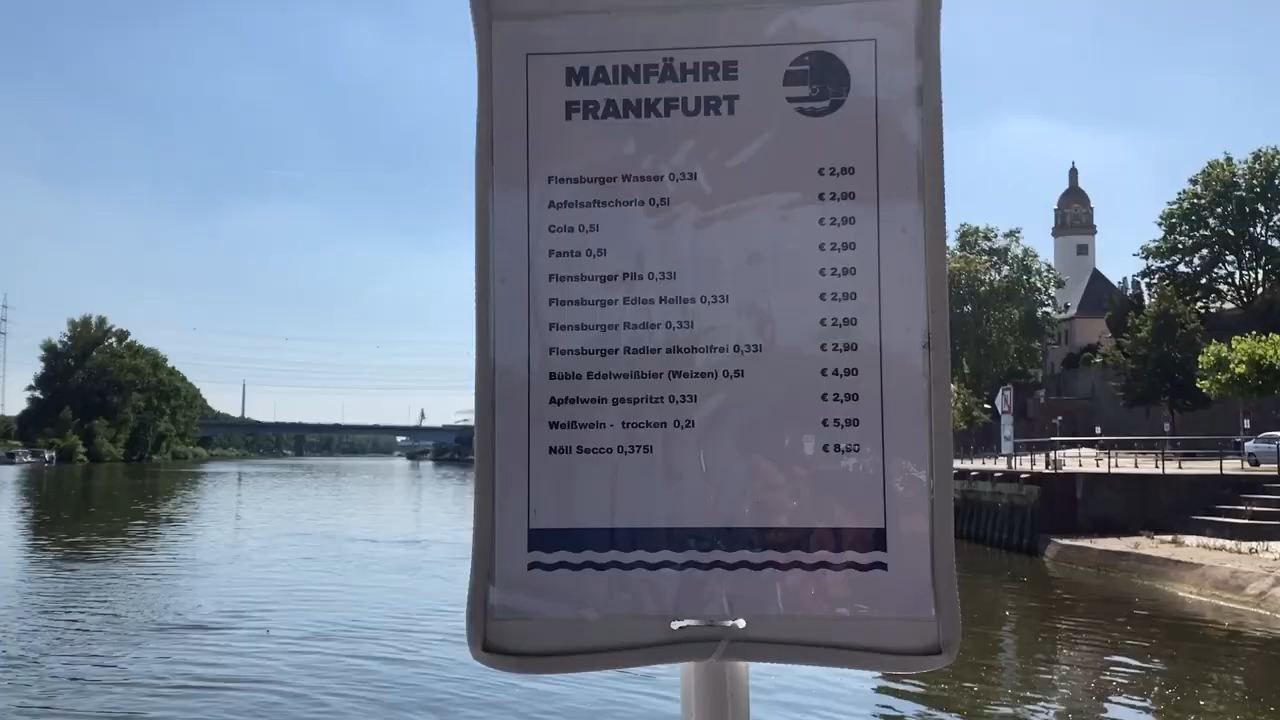 MAINFÄHRE
FRANKFURT
Flensburger Wasser 0,33l € 2,80
Apfelsaftschorle 0,5l € 2,90
Cola 0,5l € 2,90
Fanta 0,5l € 2,90
Flensburger Pils 0,33l € 2,90
Flensburger Edles Helles 0,33l € 2,90
Flensburger Radler 0,33l € 2,90
Flensburger Radler alkoholfrei 0,33l € 2,90
Büble Edelweißbier (Weizen) 0,5l € 4,90
Apfelwein gespritzt 0,33l € 2,90
Weißwein - trocken 0,2l € 5,90
Nöll Secco 0,375l € 8,90